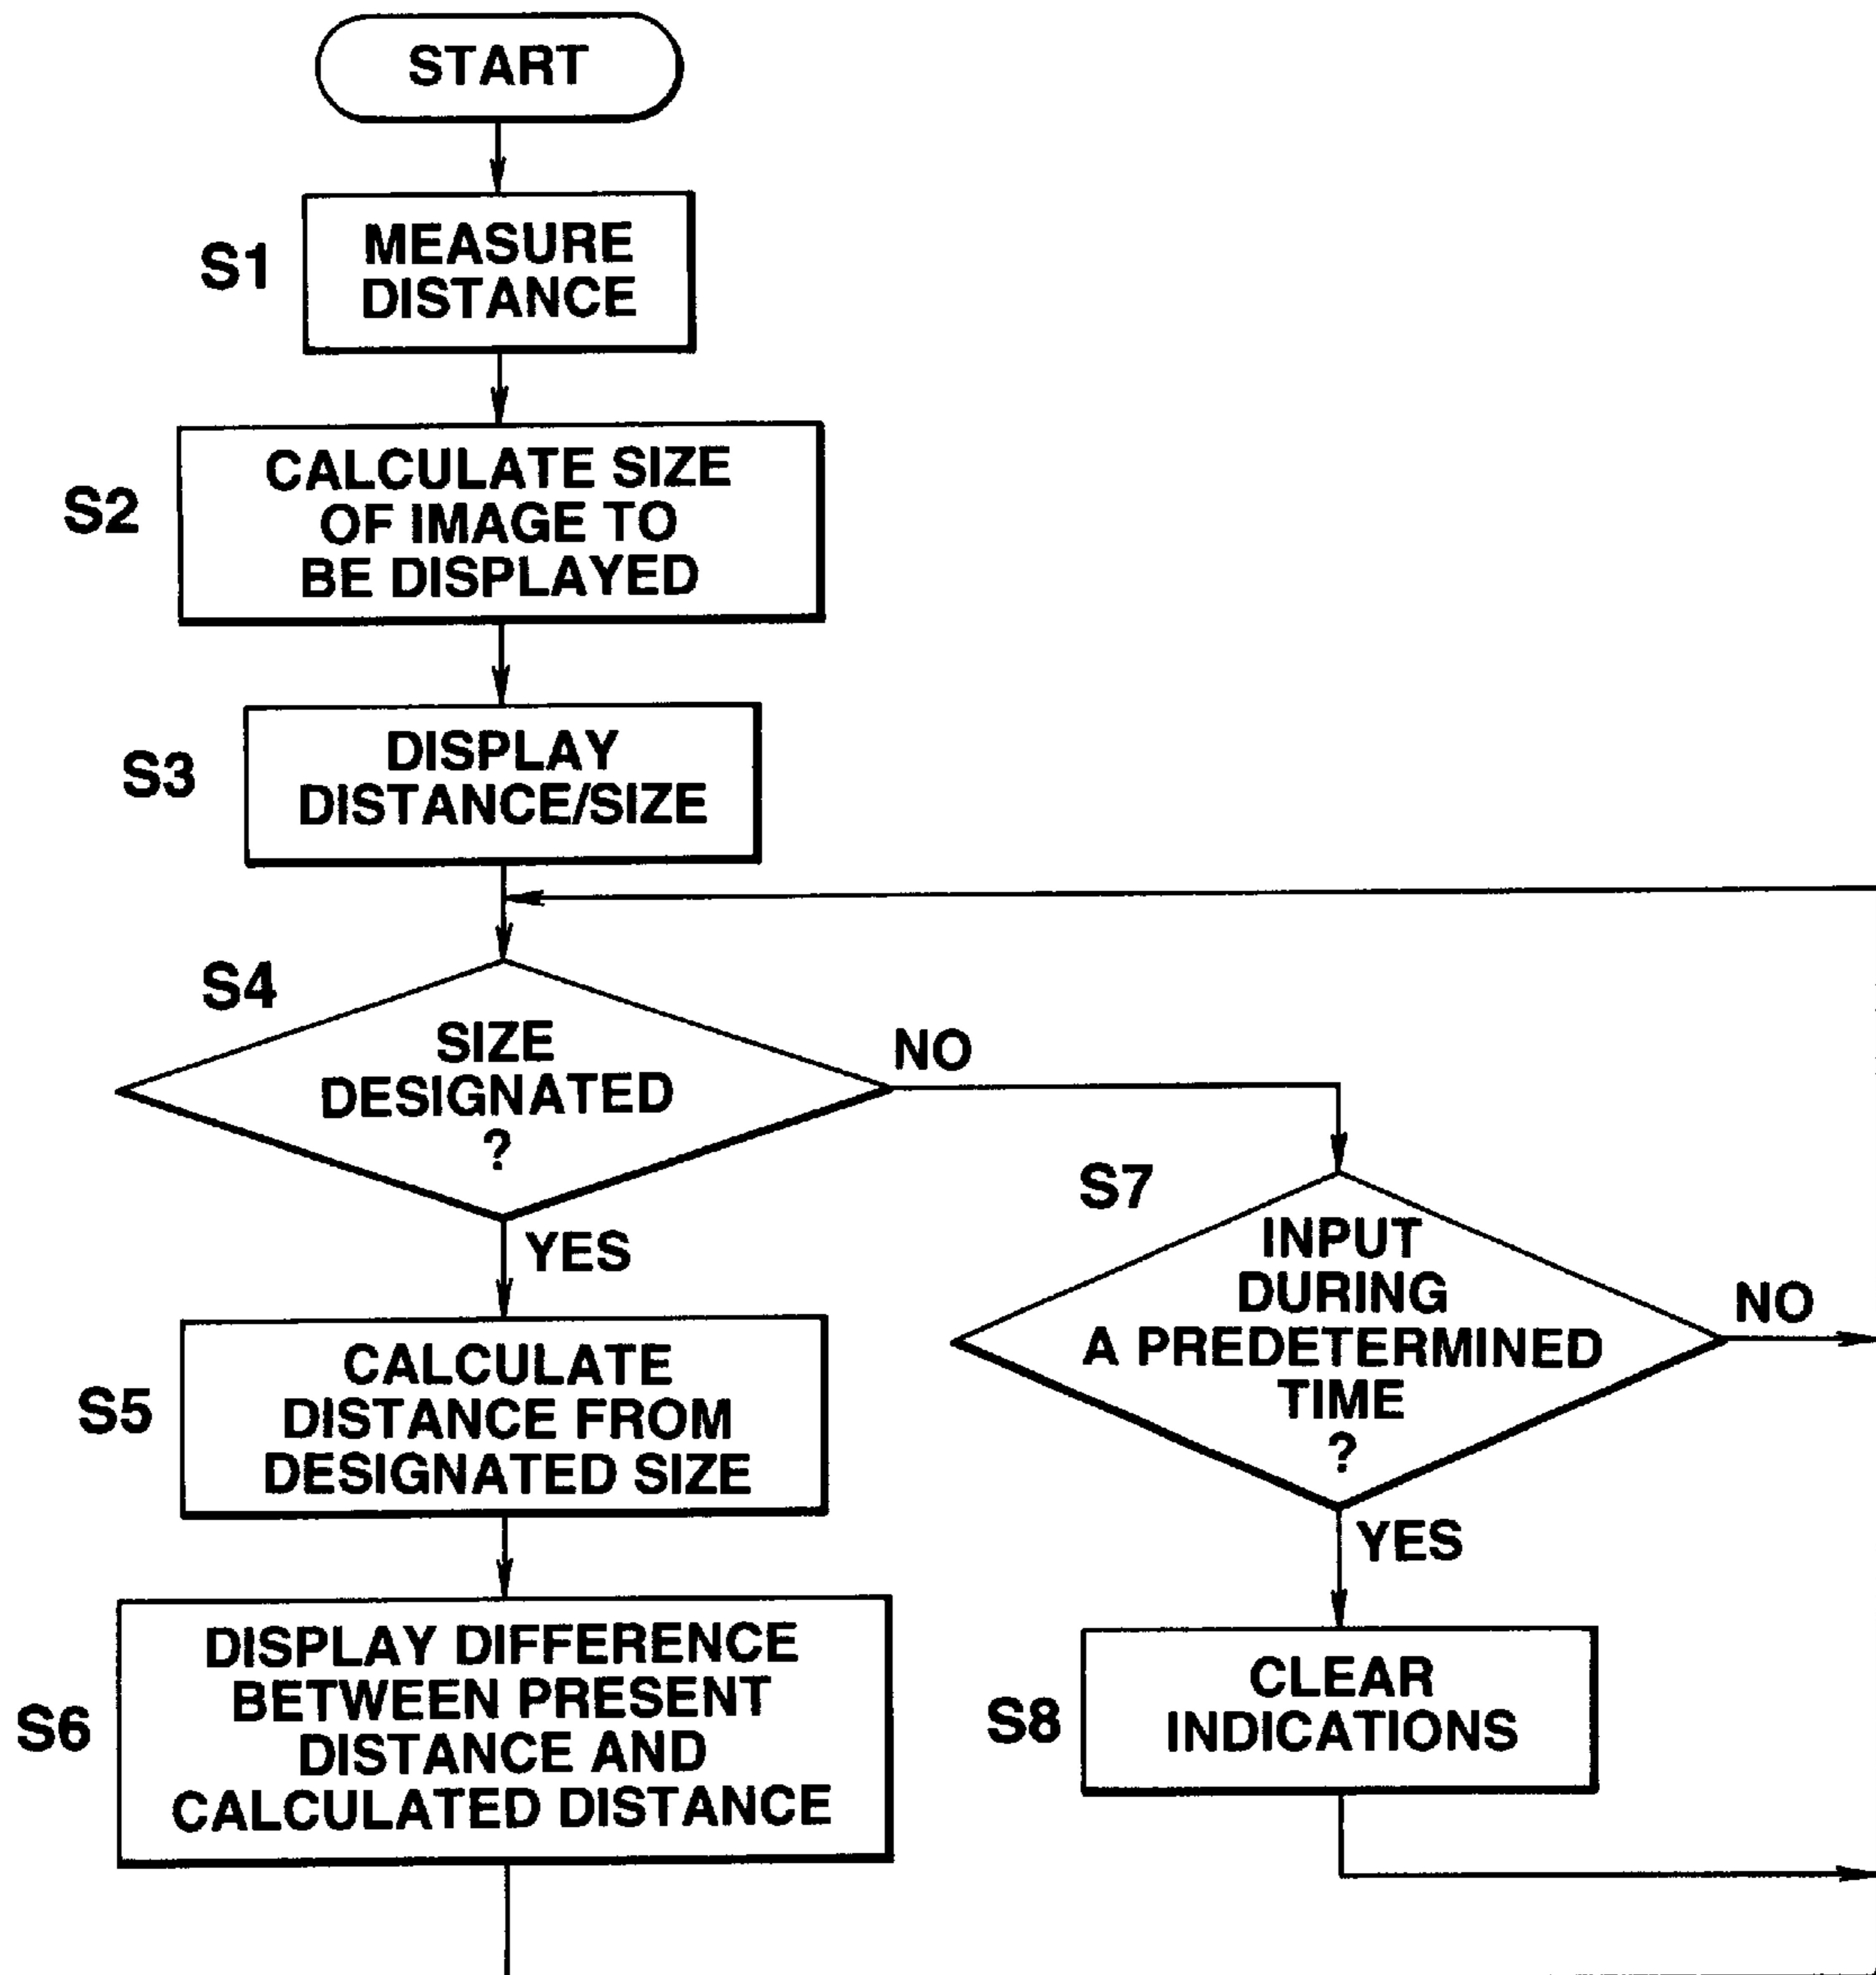 START
S1
MEASURE
DISTANCE
S2
CALCULATE SIZE
OF IMAGE TO
BE DISPLAYED
S3
DISPLAY
DISTANCE/SIZE
S4
SIZE
DESIGNATED
?
NO
YES
S5
CALCULATE
DISTANCE FROM
DESIGNATED SIZE
S6
DISPLAY DIFFERENCE
BETWEEN PRESENT
DISTANCE AND
CALCULATED DISTANCE
S7
INPUT
DURING
A PREDETERMINED
TIME
?
NO
YES
S8
CLEAR
INDICATIONS